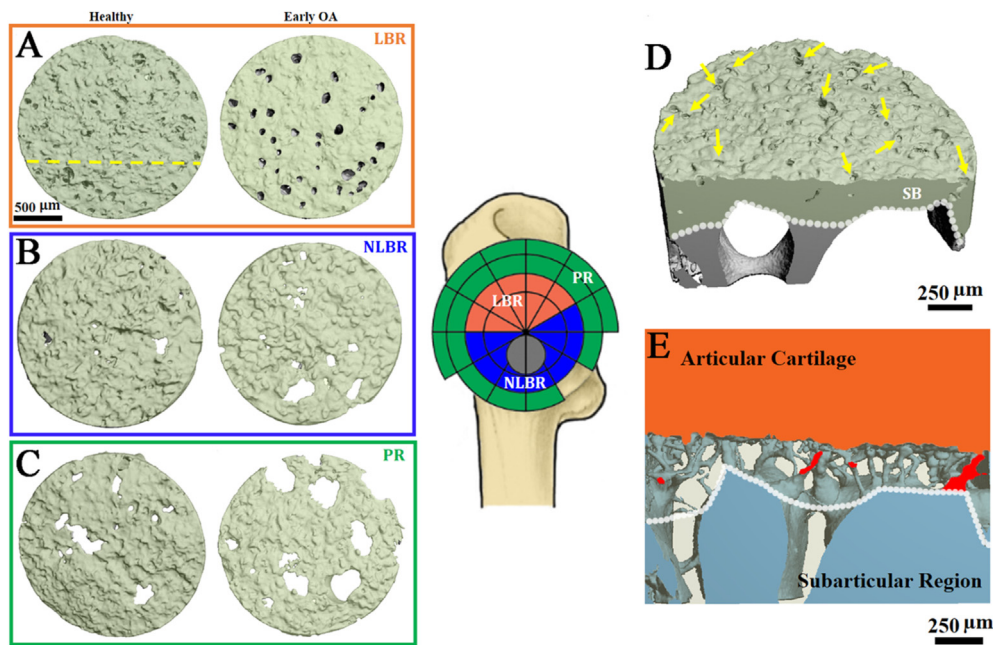 Healthy
Early OA
A
LBR
500 µm
B
NLBR
C
PR
PR
LBR
NLBR
D
SB
250 µm
E
Articular Cartilage
Subarticular Region
250 µm